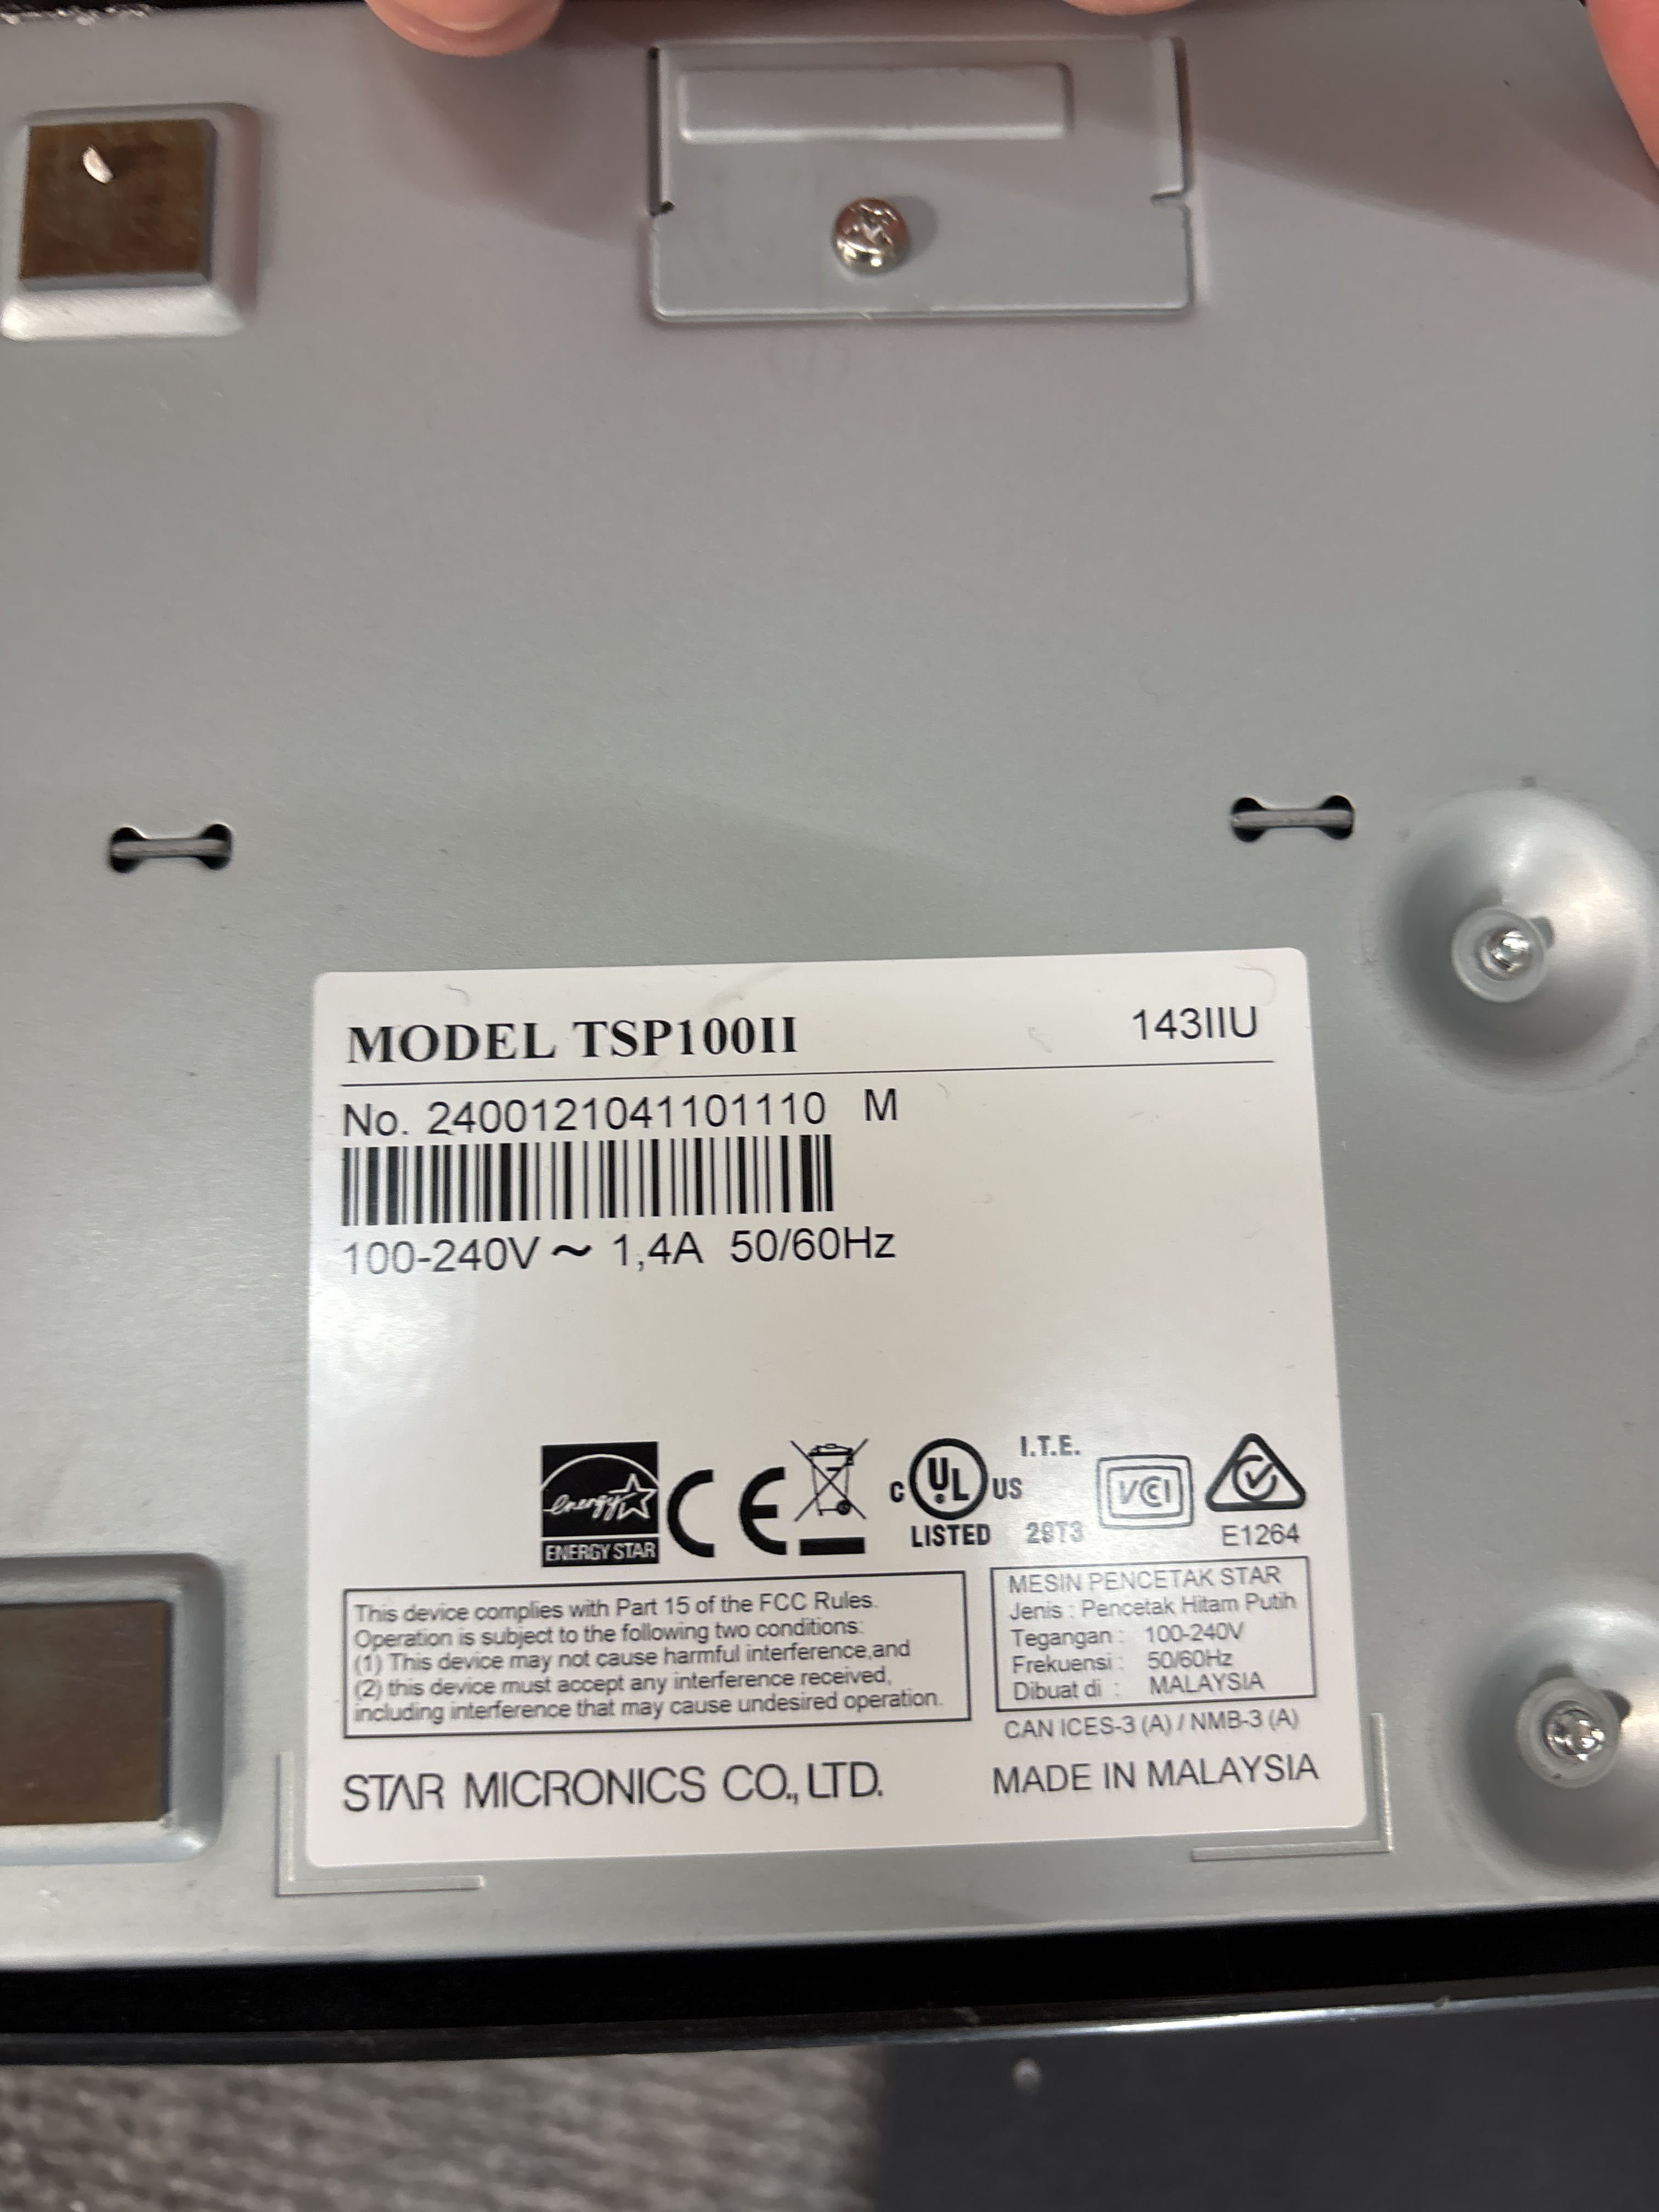 MODEL TSP100II 143IIU
No. 2400121041101110 M
100-240V ~ 1,4A 50/60Hz
energy
ENERGY STAR
CE
C UL US
LISTED
I.T.E.
29T3
VCI
E1264
This device complies with Part 15 of the FCC Rules.
Operation is subject to the following two conditions:
(1) This device may not cause harmful interference,and
(2) this device must accept any interference received,
including interference that may cause undesired operation.
MESIN PENCETAK STAR
Jenis : Pencetak Hitam Putih
Tegangan : 100-240V
Frekuensi : 50/60Hz
Dibuat di : MALAYSIA
CAN ICES-3 (A) / NMB-3 (A)
STAR MICRONICS CO., LTD. MADE IN MALAYSIA